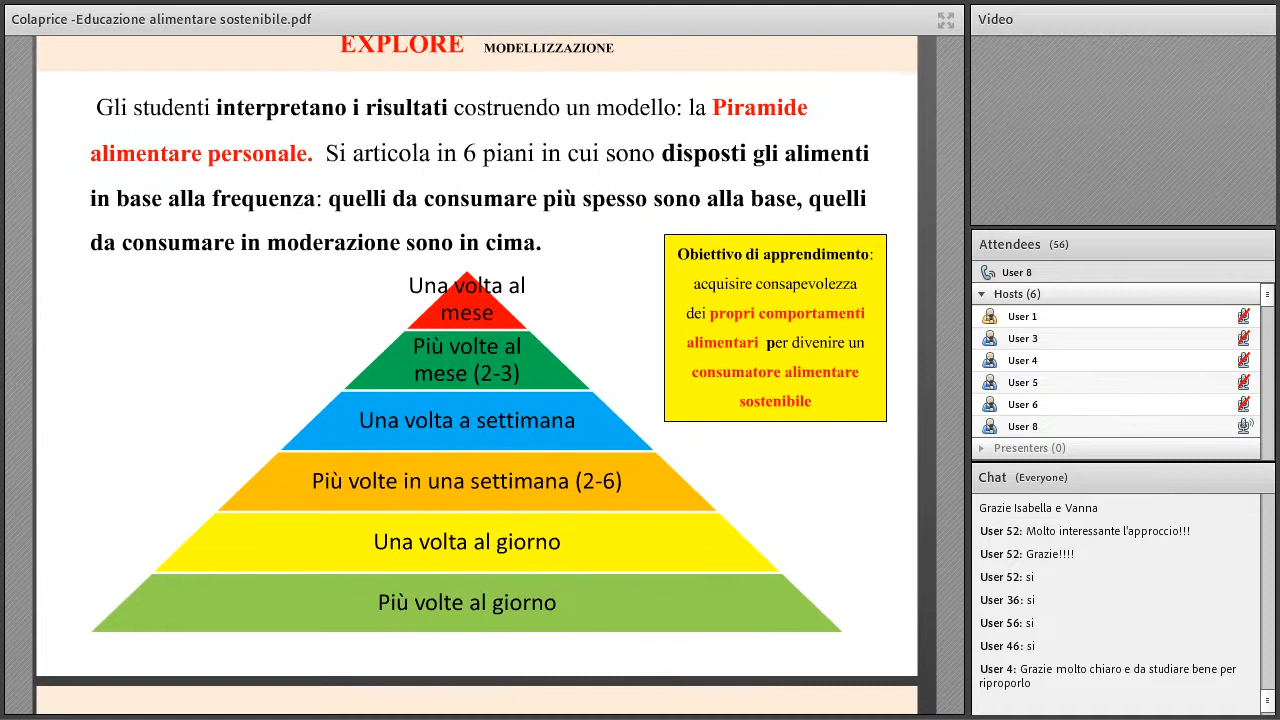 Colaprice -Educazione alimentare sostenibile.pdf
EXPLORE MODELLIZZAZIONE
Gli studenti interpretano i risultati costruendo un modello: la Piramide
alimentare personale. Si articola in 6 piani in cui sono disposti gli alimenti
in base alla frequenza: quelli da consumare più spesso sono alla base, quelli
da consumare in moderazione sono in cima.
Obiettivo di apprendimento:
acquisire consapevolezza
dei propri comportamenti
alimentari per divenire un
consumatore alimentare
sostenibile
Una volta al
mese
Più volte al
mese (2-3)
Una volta a settimana
Più volte in una settimana (2-6)
Una volta al giorno
Più volte al giorno
Video
Attendees (56)
User 8
Hosts (6)
User 1
User 3
User 4
User 5
User 6
User 8
Presenters (0)
Chat (Everyone)
Grazie Isabella e Vanna
User 52: Molto interessante l'approccio!!!
User 52: Grazie!!!!
User 52: si
User 36: si
User 56: si
User 46: si
User 4: Grazie molto chiaro e da studiare bene per
riproporlo